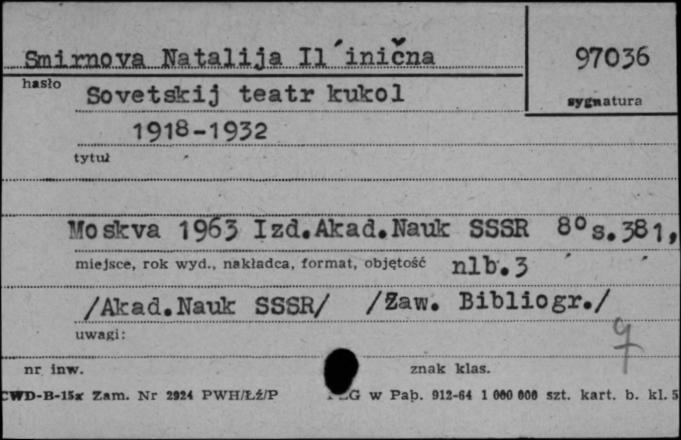 Smirnova Natalija Il´inična
97036
hasło
sygnatura
Sovetskij teatr kukol
1918-1932
tytuł
Moskva 1963 Izd.Akad.Nauk SSSR 8° s.381,
miejsce, rok wyd., nakładca, format, objętość nlb.3
/Akad.Nauk SSSR/ /Zaw. Bibliogr./
uwagi:
9
nr inw.
znak klas.
CWD-B-15x Zam. Nr 2924 PWH/Łź/P
w Pab. 912-64 1 000 000 szt. kart. b. kl. 5